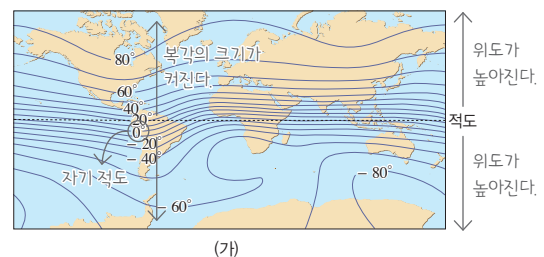 80°
복각의 크기가
커진다.
60°
40°
20°
0°
- 20°
- 40°
자기 적도
- 60°
- 80°
위도가
높아진다.
적도
위도가
높아진다.
(가)